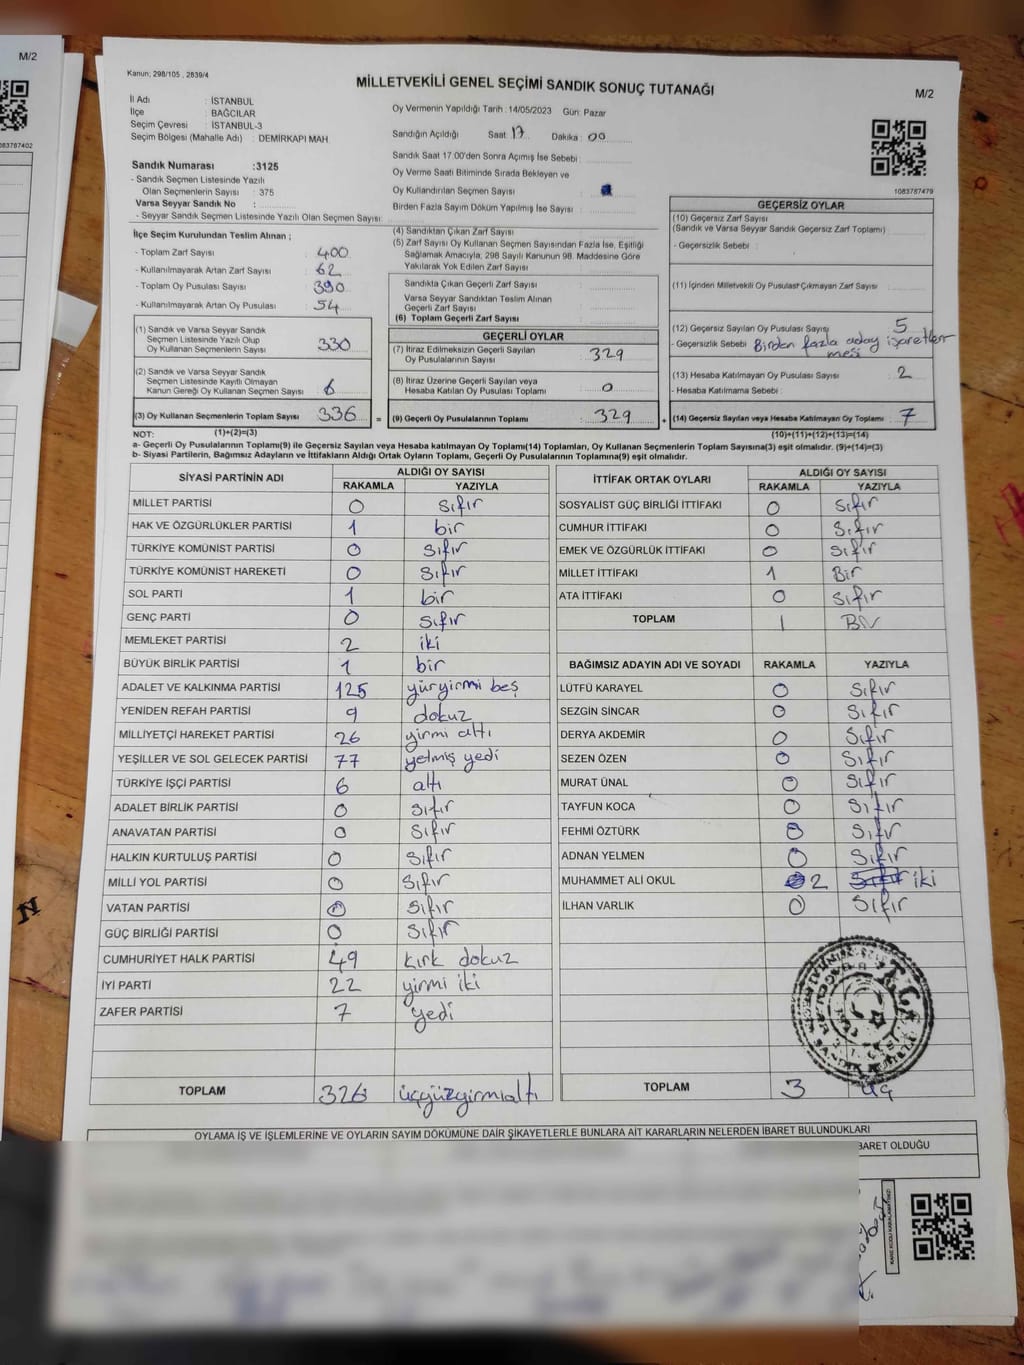 M/2
083787402
Kanun; 298/105 , 2839/4
MİLLETVEKİLİ GENEL SEÇİMİ SANDIK SONUÇ TUTANAĞI
M/2
1083787479
İl Adı : İSTANBUL
İlçe : BAĞCILAR
Seçim Çevresi : İSTANBUL-3
Seçim Bölgesi (Mahalle Adı) : DEMİRKAPI MAH
Oy Vermenin Yapıldığı Tarih : 14/05/2023 Gün: Pazar
Sandığın Açıldığı Saat : 17 Dakika : 00
Sandık Saat 17:00'den Sonra Açılmış İse Sebebi :
Oy Verme Saati Bitiminde Sırada Bekleyen ve
Oy Kullandırılan Seçmen Sayısı :
Birden Fazla Sayım Döküm Yapılmış İse Sayısı :
Sandık Numarası :3125
- Sandık Seçmen Listesinde Yazılı
Olan Seçmenlerin Sayısı : 375
Varsa Seyyar Sandık No :
- Seyyar Sandık Seçmen Listesinde Yazılı Olan Seçmen Sayısı:
İlçe Seçim Kurulundan Teslim Alınan ;
- Toplam Zarf Sayısı : 400
- Kullanılmayarak Artan Zarf Sayısı : 62
- Toplam Oy Pusulası Sayısı : 390
- Kullanılmayarak Artan Oy Pusulası : 54
(1) Sandık ve Varsa Seyyar Sandık
Seçmen Listesinde Yazılı Olup
Oy Kullanan Seçmenlerin Sayısı : 330
(2) Sandık ve Varsa Seyyar Sandık
Seçmen Listesinde Kayıtlı Olmayan
Kanun Gereği Oy Kullanan Seçmen Sayısı : 6
(3) Oy Kullanan Seçmenlerin Toplam Sayısı : 336 =
(1)+(2)=(3)
(4) Sandıktan Çıkan Zarf Sayısı :
(5) Zarf Sayısı Oy Kullanan Seçmen Sayısından Fazla İse, Eşitliği
Sağlamak Amacıyla; 298 Sayılı Kanunun 98. Maddesine Göre
Yakılarak Yok Edilen Zarf Sayısı :
Sandıkta Çıkan Geçerli Zarf Sayısı :
Varsa Seyyar Sandıktan Teslim Alınan
Geçerli Zarf Sayısı :
(6) Toplam Geçerli Zarf Sayısı :
GEÇERLİ OYLAR
(7) İtiraz Edilmeksizin Geçerli Sayılan
Oy Pusulalarının Sayısı : 329
(8) İtiraz Üzerine Geçerli Sayılan veya
Hesaba Katılan Oy Pusulası Toplamı : 0
(9) Geçerli Oy Pusulalarının Toplamı : 329 +
GEÇERSİZ OYLAR
(10) Geçersiz Zarf Sayısı
(Sandık ve Varsa Seyyar Sandık Geçersiz Zarf Toplamı) :
- Geçersizlik Sebebi :
(11) İçinden Milletvekili Oy Pusulası Çıkmayan Zarf Sayısı :
(12) Geçersiz Sayılan Oy Pusulası Sayısı : 5
- Geçersizlik Sebebi : Birden fazla aday işaretlen
mesi
(13) Hesaba Katılmayan Oy Pusulası Sayısı : 2
- Hesaba Katılmama Sebebi :
(14) Geçersiz Sayılan veya Hesaba Katılmayan Oy Toplamı : 7
(10)+(11)+(12)+(13)=(14)
NOT:
a- Geçerli Oy Pusulalarının Toplamı(9) ile Geçersiz Sayılan veya Hesaba katılmayan Oy Toplam(14) Toplamları, Oy Kullanan Seçmenlerin Toplam Sayısına(3) eşit olmalıdır. (9)+(14)=(3)
b- Siyasi Partilerin, Bağımsız Adayların ve İttifakların Aldığı Ortak Oyların Toplamı, Geçerli Oy Pusulalarının Toplamına(9) eşit olmalıdır.
SİYASİ PARTİNİN ADI ALDIĞI OY SAYISI
RAKAMLA YAZIYLA
MİLLET PARTİSİ 0 sıfır
HAK VE ÖZGÜRLÜKLER PARTİSİ 1 bir
TÜRKİYE KOMÜNİST PARTİSİ 0 sıfır
TÜRKİYE KOMÜNİST HAREKETİ 0 sıfır
SOL PARTİ 1 bir
GENÇ PARTİ 0 sıfır
MEMLEKET PARTİSİ 2 iki
BÜYÜK BİRLİK PARTİSİ 1 bir
ADALET VE KALKINMA PARTİSİ 125 yüryirmi beş
YENİDEN REFAH PARTİSİ 9 dokuz
MİLLİYETÇİ HAREKET PARTİSİ 26 yirmi altı
YEŞİLLER VE SOL GELECEK PARTİSİ 77 yetmiş yedi
TÜRKİYE İŞÇİ PARTİSİ 6 altı
ADALET BİRLİK PARTİSİ 0 sıfır
ANAVATAN PARTİSİ 0 sıfır
HALKIN KURTULUŞ PARTİSİ 0 sıfır
MİLLİ YOL PARTİSİ 0 sıfır
VATAN PARTİSİ 0 sıfır
GÜÇ BİRLİĞİ PARTİSİ 0 sıfır
CUMHURİYET HALK PARTİSİ 49 kırk dokuz
İYİ PARTİ 22 yirmi iki
ZAFER PARTİSİ 7 yedi
TOPLAM 326 üçyüzyirmialtı
İTTİFAK ORTAK OYLARI ALDIĞI OY SAYISI
RAKAMLA YAZIYLA
SOSYALİST GÜÇ BİRLİĞİ İTTİFAKI 0 sıfır
CUMHUR İTTİFAKI 0 sıfır
EMEK VE ÖZGÜRLÜK İTTİFAKI 0 sıfır
MİLLET İTTİFAKI 1 Bir
ATA İTTİFAKI 0 sıfır
TOPLAM 1 Bir
BAĞIMSIZ ADAYIN ADI VE SOYADI RAKAMLA YAZIYLA
LÜTFÜ KARAYEL 0 sıfır
SEZGİN SİNCAR 0 sıfır
DERYA AKDEMİR 0 sıfır
SEZEN ÖZEN 0 sıfır
MURAT ÜNAL 0 sıfır
TAYFUN KOCA 0 sıfır
FEHMİ ÖZTÜRK 0 sıfır
ADNAN YELMEN 0 sıfır
MUHAMMET ALİ OKUL 2 sıfır iki
İLHAN VARLIK 0 sıfır
TOPLAM 3 üç
OYLAMA İŞ VE İŞLEMLERİNE VE OYLARIN SAYIM DÖKÜMÜNE DAİR ŞİKAYETLERLE BUNLARA AİT KARARLARIN NELERDEN İBARET BULUNDUKLARI
BARET OLDUĞU